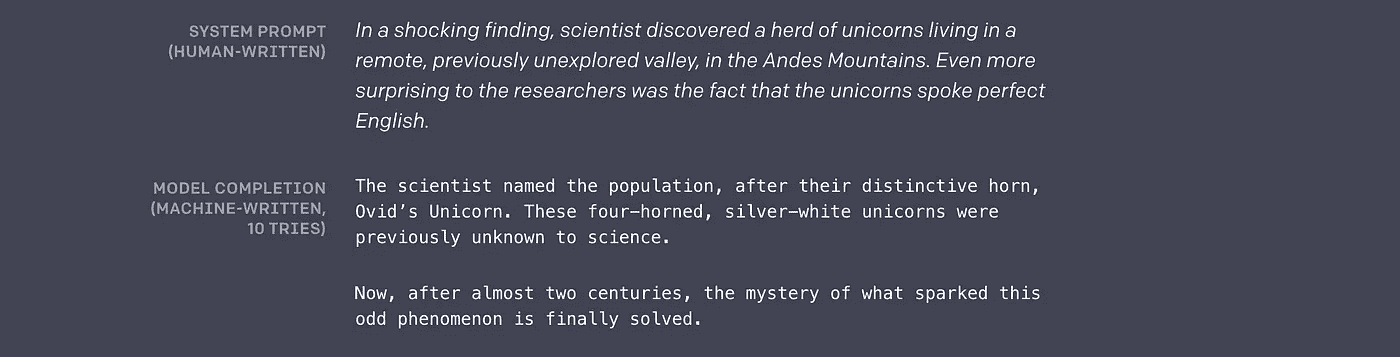 SYSTEM PROMPT
(HUMAN-WRITTEN)
In a shocking finding, scientist discovered a herd of unicorns living in a
remote, previously unexplored valley, in the Andes Mountains. Even more
surprising to the researchers was the fact that the unicorns spoke perfect
English.
MODEL COMPLETION
(MACHINE-WRITTEN,
10 TRIES)
The scientist named the population, after their distinctive horn,
Ovid’s Unicorn. These four-horned, silver-white unicorns were
previously unknown to science.
Now, after almost two centuries, the mystery of what sparked this
odd phenomenon is finally solved.